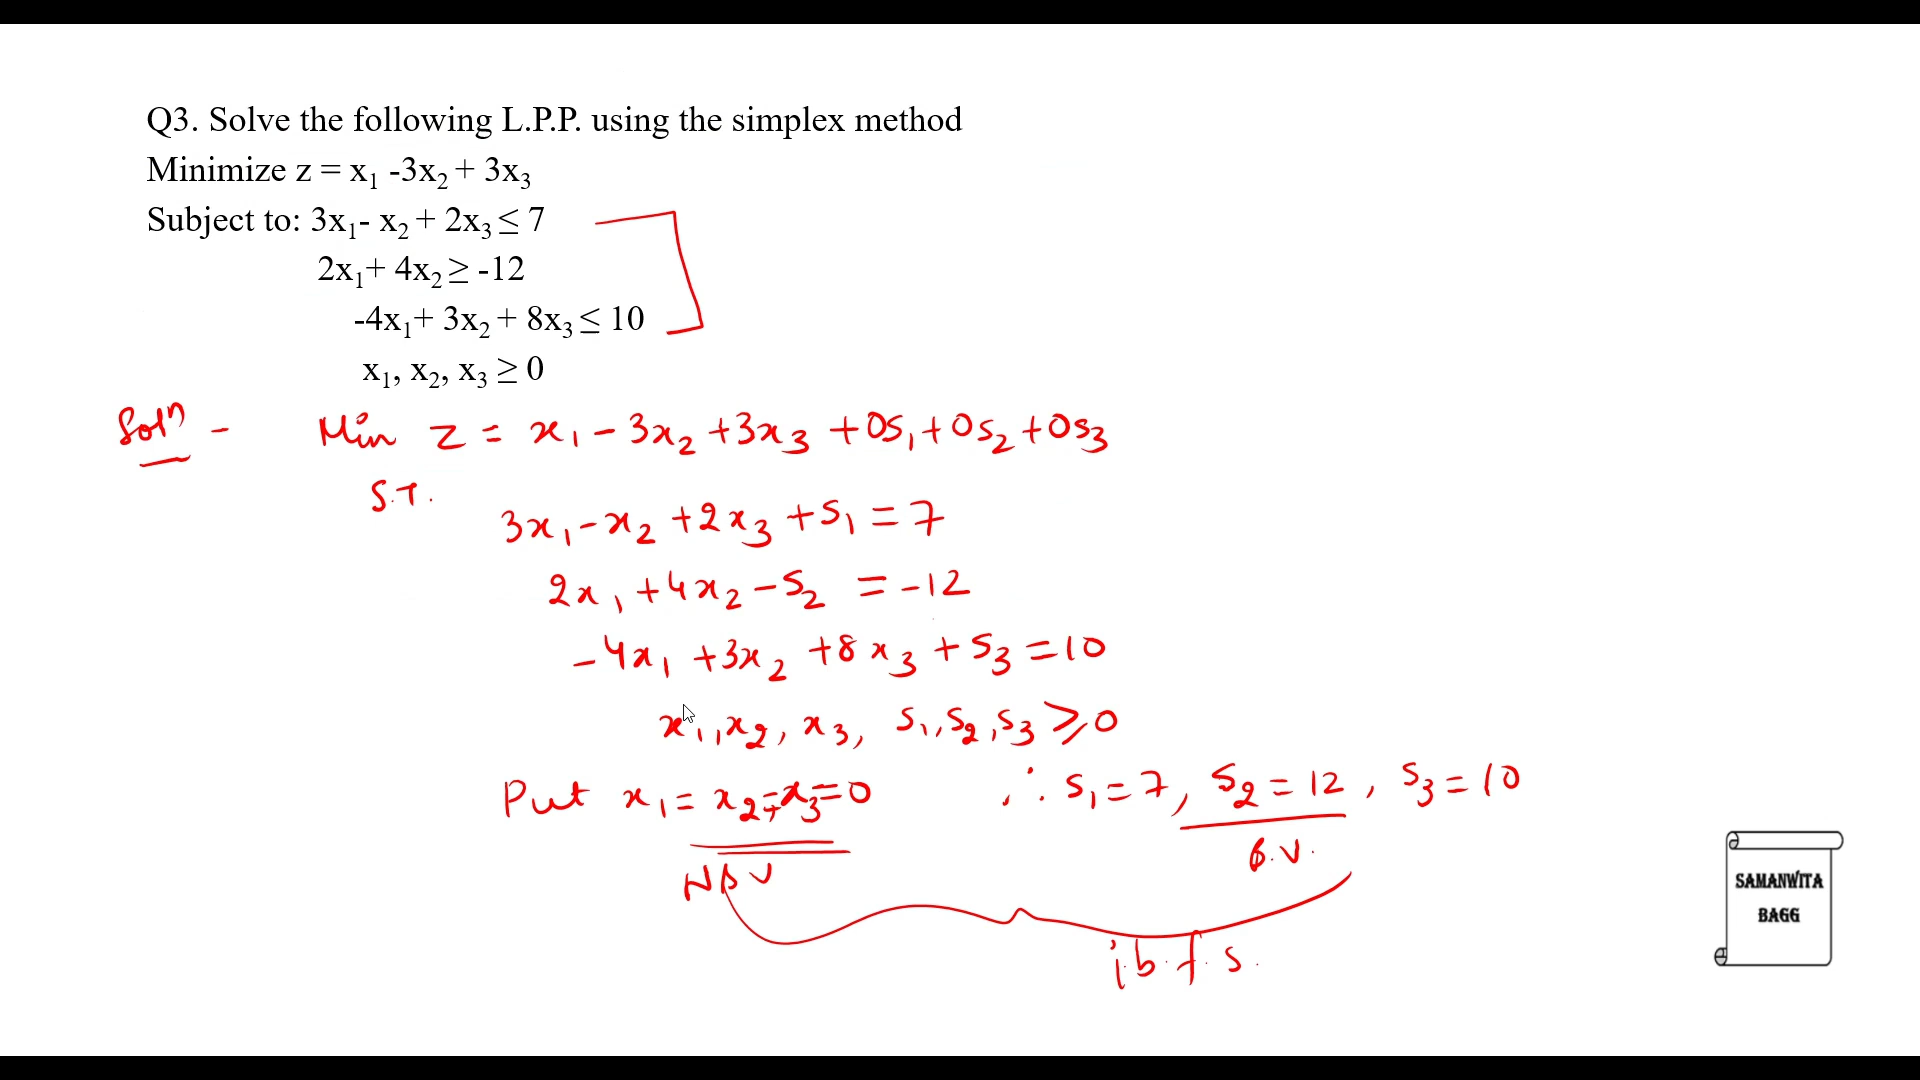 Q3. Solve the following L.P.P. using the simplex method
Minimize z = x₁ -3x₂ + 3x₃
Subject to: 3x₁- x₂ + 2x₃ ≤ 7
2x₁+ 4x₂ ≥ -12
-4x₁+ 3x₂ + 8x₃ ≤ 10
x₁, x₂, x₃ ≥ 0
Solⁿ - Min z = x₁ - 3x₂ + 3x₃ + 0s₁ + 0s₂ + 0s₃
S.T.
3x₁ - x₂ + 2x₃ + s₁ = 7
2x₁ + 4x₂ - s₂ = -12
-4x₁ + 3x₂ + 8x₃ + s₃ = 10
x₁, x₂, x₃, s₁, s₂, s₃ ≥ 0
Put x₁ = x₂ = x₃ = 0 ∴ s₁ = 7, s₂ = 12, s₃ = 10
NBV B.V.
i.b.f.s.
SAMANWITA
BAGG